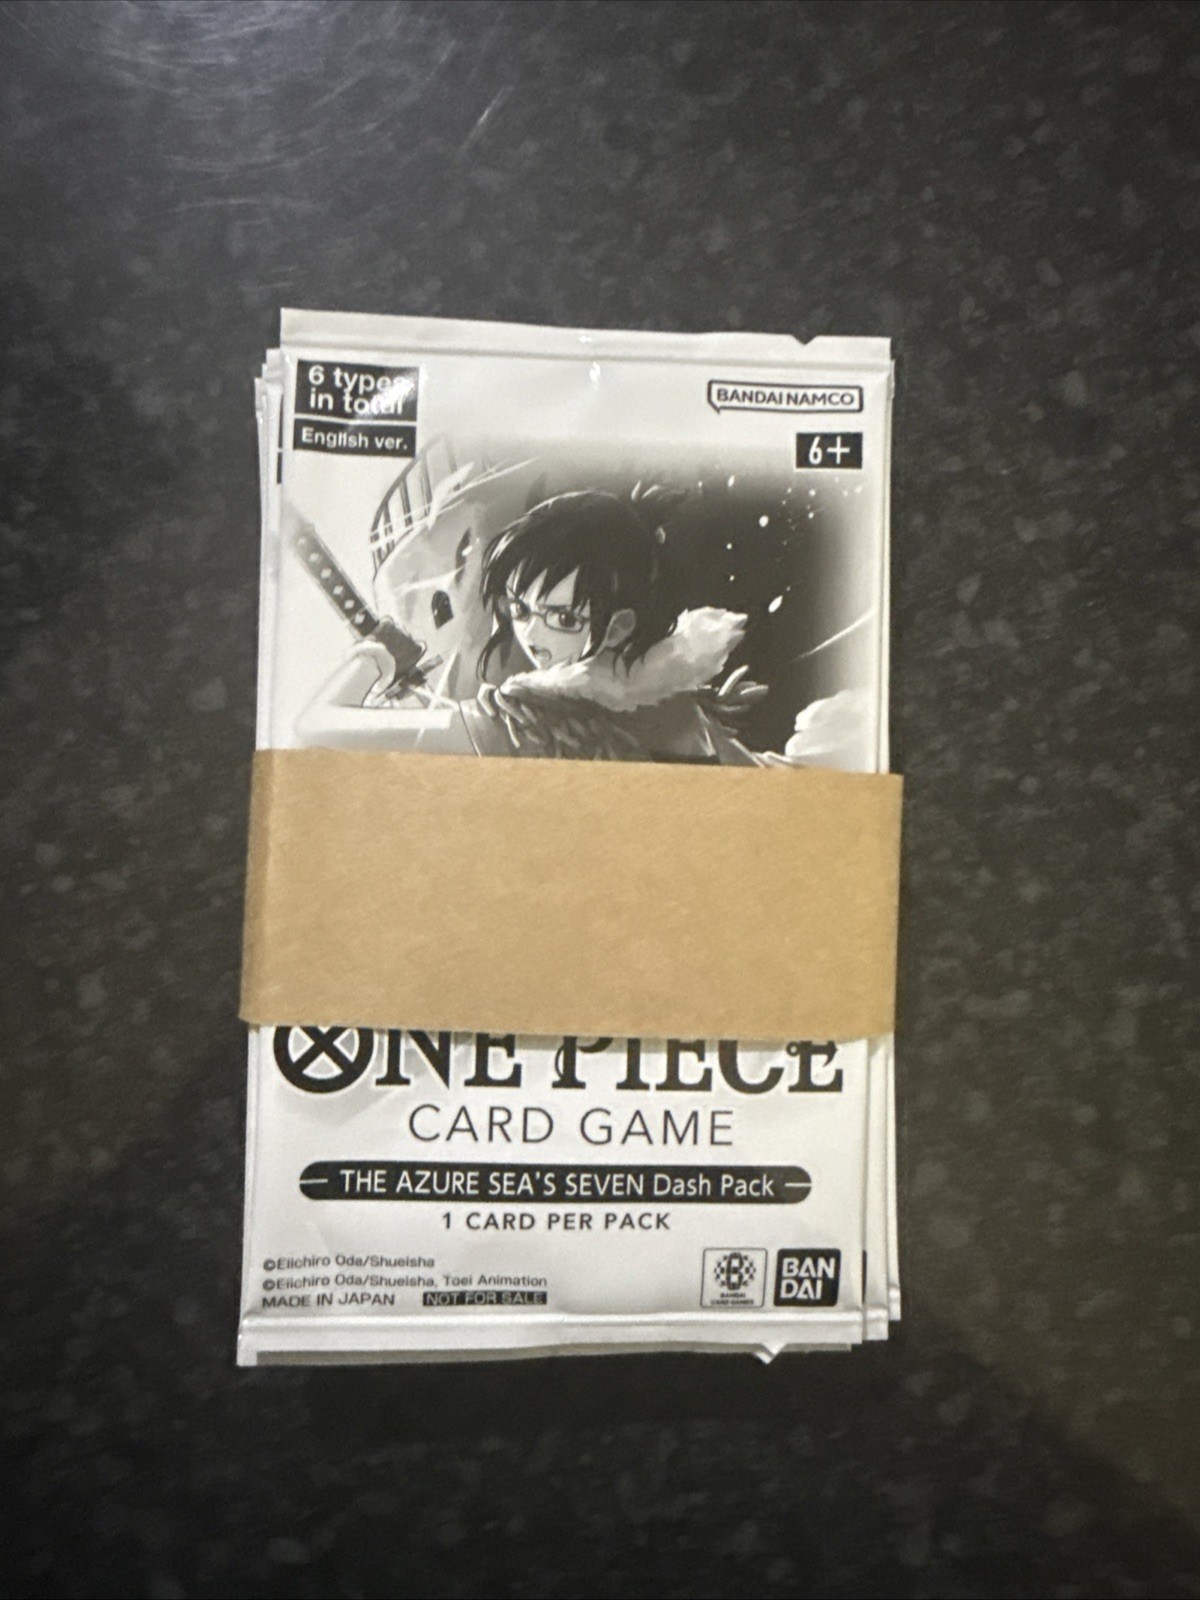 6 types
in total
English ver.
BANDAI NAMCO
6+
ONE PIECE
CARD GAME
THE AZURE SEA'S SEVEN Dash Pack
1 CARD PER PACK
©Eiichiro Oda/Shueisha
©Eiichiro Oda/Shueisha, Toei Animation
MADE IN JAPAN NOT FOR SALE
BANDAI
CARD GAMES
BAN
DAI